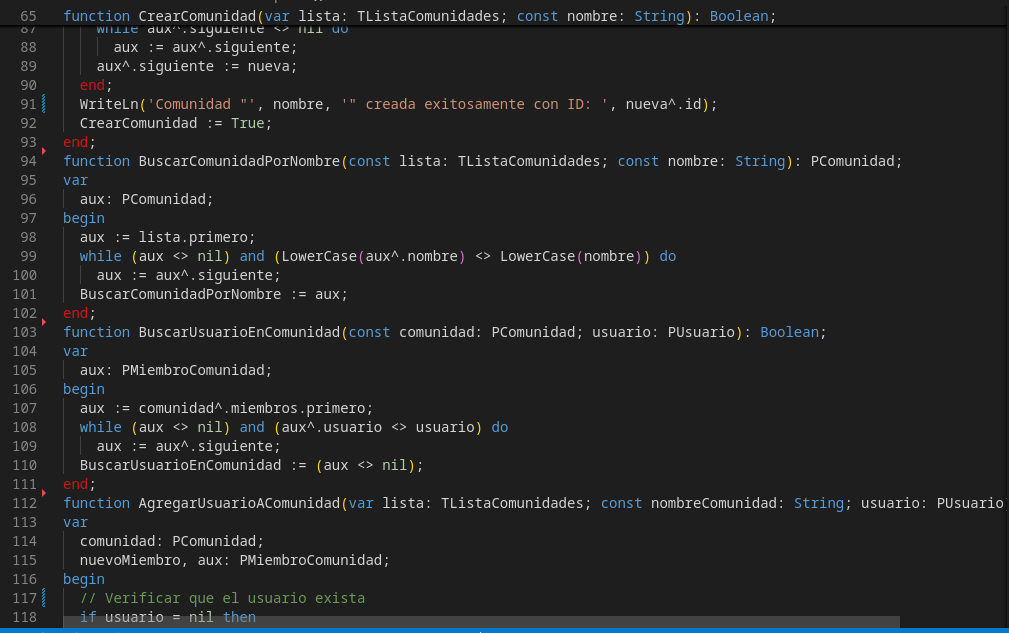 65 function CrearComunidad(var lista: TListaComunidades; const nombre: String): Boolean;
87 while aux^.siguiente <> nil do
88 aux := aux^.siguiente;
89 aux^.siguiente := nueva;
90 end;
91 WriteLn('Comunidad "', nombre, '" creada exitosamente con ID: ', nueva^.id);
92 CrearComunidad := True;
93 end;
94 function BuscarComunidadPorNombre(const lista: TListaComunidades; const nombre: String): PComunidad;
95 var
96 aux: PComunidad;
97 begin
98 aux := lista.primero;
99 while (aux <> nil) and (LowerCase(aux^.nombre) <> LowerCase(nombre)) do
100 aux := aux^.siguiente;
101 BuscarComunidadPorNombre := aux;
102 end;
103 function BuscarUsuarioEnComunidad(const comunidad: PComunidad; usuario: PUsuario): Boolean;
104 var
105 aux: PMiembroComunidad;
106 begin
107 aux := comunidad^.miembros.primero;
108 while (aux <> nil) and (aux^.usuario <> usuario) do
109 aux := aux^.siguiente;
110 BuscarUsuarioEnComunidad := (aux <> nil);
111 end;
112 function AgregarUsuarioAComunidad(var lista: TListaComunidades; const nombreComunidad: String; usuario: PUsuario
113 var
114 comunidad: PComunidad;
115 nuevoMiembro, aux: PMiembroComunidad;
116 begin
117 // Verificar que el usuario exista
118 if usuario = nil then